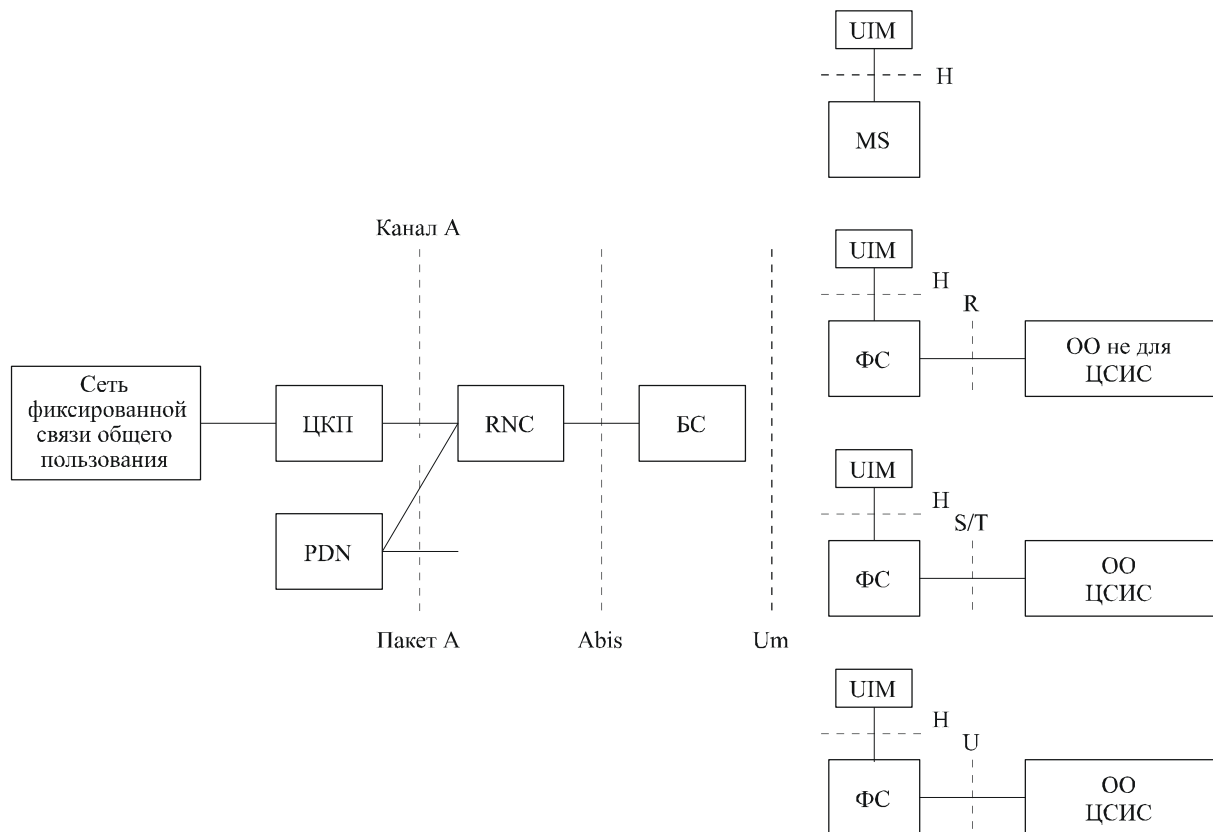 UIM
H
MS
Канал A
UIM
H
R
ФС
ОО не для
ЦСИС
Сеть
фиксированной
связи общего
пользования
ЦКП
RNC
БС
UIM
H
S/T
PDN
ФС
ОО
ЦСИС
Пакет A
Abis
Um
UIM
H
U
ФС
ОО
ЦСИС